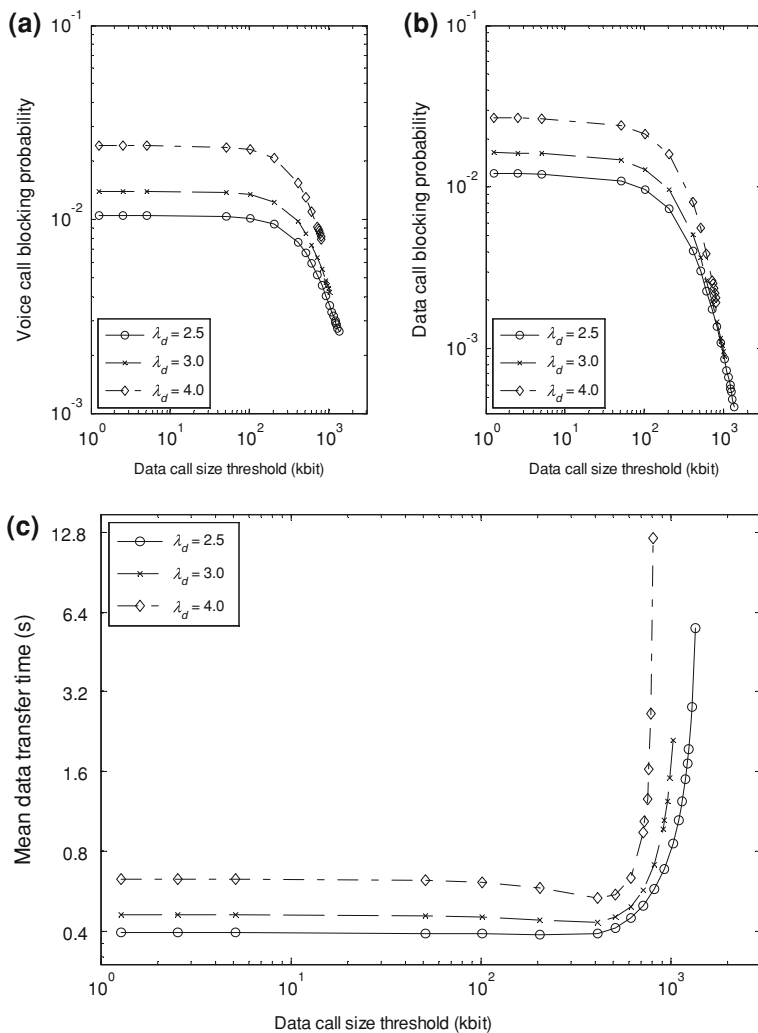 (a)
10^-1
10^-2
10^-3
Voice call blocking probability
λ_d = 2.5
λ_d = 3.0
λ_d = 4.0
10^0
10^1
10^2
10^3
Data call size threshold (kbit)
(b)
10^-1
10^-2
10^-3
Data call blocking probability
λ_d = 2.5
λ_d = 3.0
λ_d = 4.0
10^0
10^1
10^2
10^3
Data call size threshold (kbit)
(c)
12.8
6.4
3.2
1.6
0.8
0.4
Mean data transfer time (s)
λ_d = 2.5
λ_d = 3.0
λ_d = 4.0
10^0
10^1
10^2
10^3
Data call size threshold (kbit)